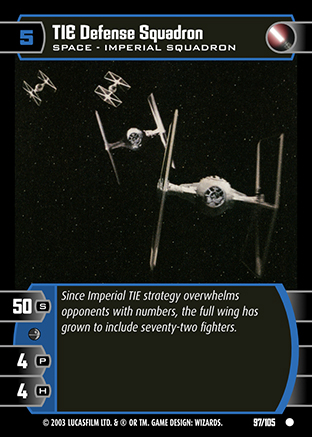 5
TIE Defense Squadron
SPACE - IMPERIAL SQUADRON
50 S
Since Imperial TIE strategy overwhelms
opponents with numbers, the full wing has
grown to include seventy-two fighters.
4 P
4 H
© 2003 LUCASFILM LTD. & ® OR TM. GAME DESIGN: WIZARDS.
97/105